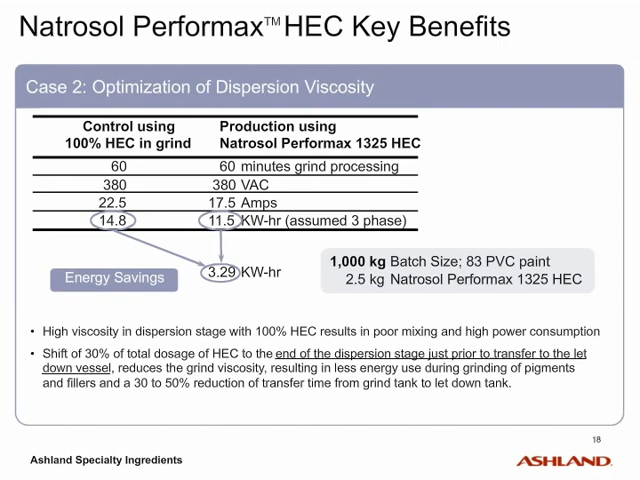 Natrosol Performax™ HEC Key Benefits
Case 2: Optimization of Dispersion Viscosity
Control using Production using
100% HEC in grind Natrosol Performax 1325 HEC
60 60 minutes grind processing
380 380 VAC
22.5 17.5 Amps
14.8 11.5 KW-hr (assumed 3 phase)
Energy Savings 3.29 KW-hr
1,000 kg Batch Size; 83 PVC paint
2.5 kg Natrosol Performax 1325 HEC
• High viscosity in dispersion stage with 100% HEC results in poor mixing and high power consumption
• Shift of 30% of total dosage of HEC to the end of the dispersion stage just prior to transfer to the let
down vessel, reduces the grind viscosity, resulting in less energy use during grinding of pigments
and fillers and a 30 to 50% reduction of transfer time from grind tank to let down tank.
18
Ashland Specialty Ingredients
ASHLAND.